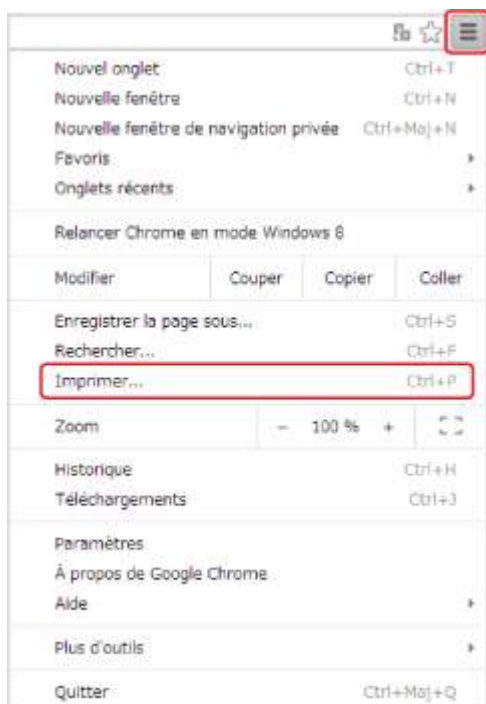 Nouvel onglet Ctrl+T
Nouvelle fenêtre Ctrl+N
Nouvelle fenêtre de navigation privée Ctrl+Maj+N
Favoris
Onglets récents
Relancer Chrome en mode Windows 8
Modifier Couper Copier Coller
Enregistrer la page sous... Ctrl+S
Rechercher... Ctrl+F
Imprimer... Ctrl+P
Zoom - 100 % +
Historique Ctrl+H
Téléchargements Ctrl+J
Paramètres
À propos de Google Chrome
Aide
Plus d'outils
Quitter Ctrl+Maj+Q